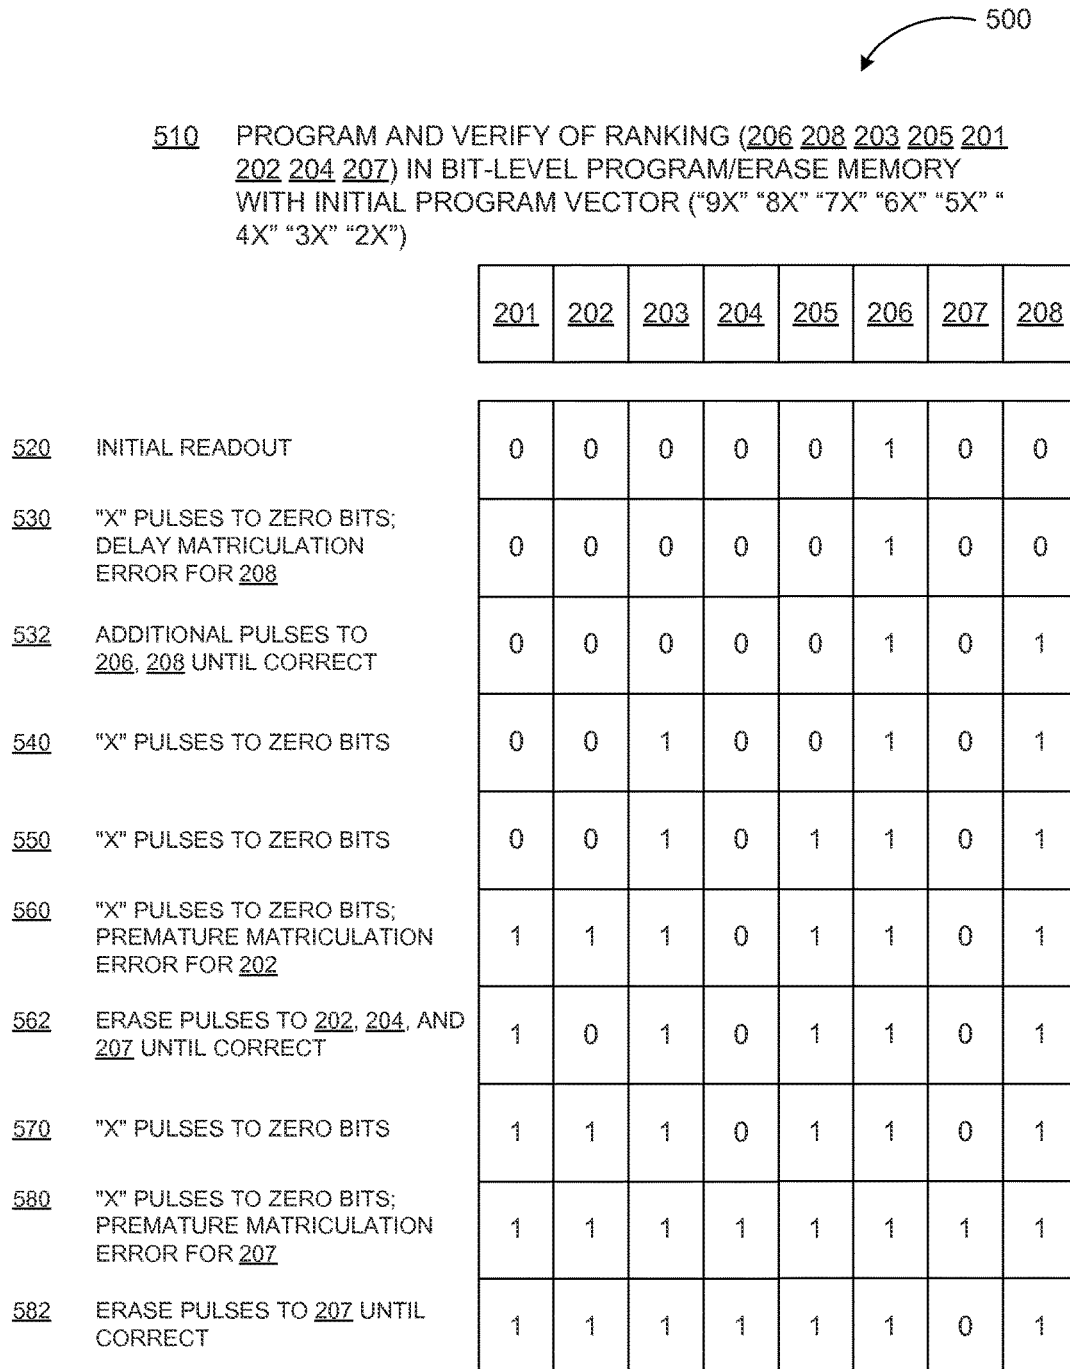 500
510 PROGRAM AND VERIFY OF RANKING (206 208 203 205 201
202 204 207) IN BIT-LEVEL PROGRAM/ERASE MEMORY
WITH INITIAL PROGRAM VECTOR (“9X” “8X” “7X” “6X” “5X” “
4X” “3X” “2X”)
201 202 203 204 205 206 207 208
520 INITIAL READOUT 0 0 0 0 0 1 0 0
530 "X" PULSES TO ZERO BITS;
DELAY MATRICULATION 0 0 0 0 0 1 0 0
ERROR FOR 208
532 ADDITIONAL PULSES TO
206, 208 UNTIL CORRECT 0 0 0 0 0 1 0 1
540 "X" PULSES TO ZERO BITS 0 0 1 0 0 1 0 1
550 "X" PULSES TO ZERO BITS 0 0 1 0 1 1 0 1
560 "X" PULSES TO ZERO BITS;
PREMATURE MATRICULATION 1 1 1 0 1 1 0 1
ERROR FOR 202
562 ERASE PULSES TO 202, 204, AND
207 UNTIL CORRECT 1 0 1 0 1 1 0 1
570 "X" PULSES TO ZERO BITS 1 1 1 0 1 1 0 1
580 "X" PULSES TO ZERO BITS;
PREMATURE MATRICULATION 1 1 1 1 1 1 1 1
ERROR FOR 207
582 ERASE PULSES TO 207 UNTIL
CORRECT 1 1 1 1 1 1 0 1